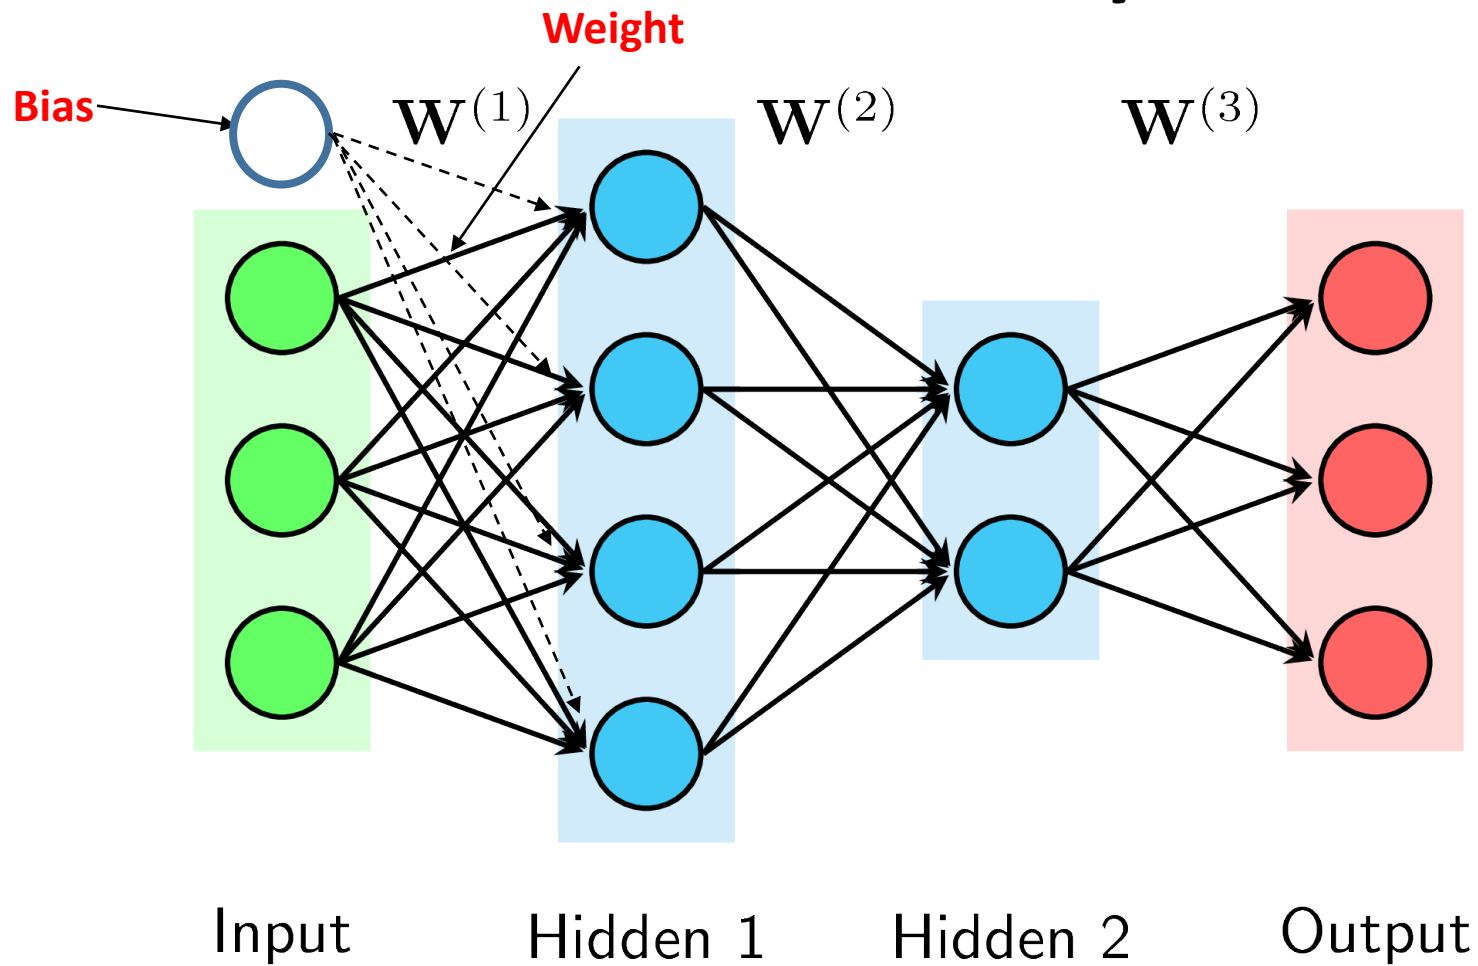 Weight
Bias
W(1)
W(2)
W(3)
Input
Hidden 1
Hidden 2
Output